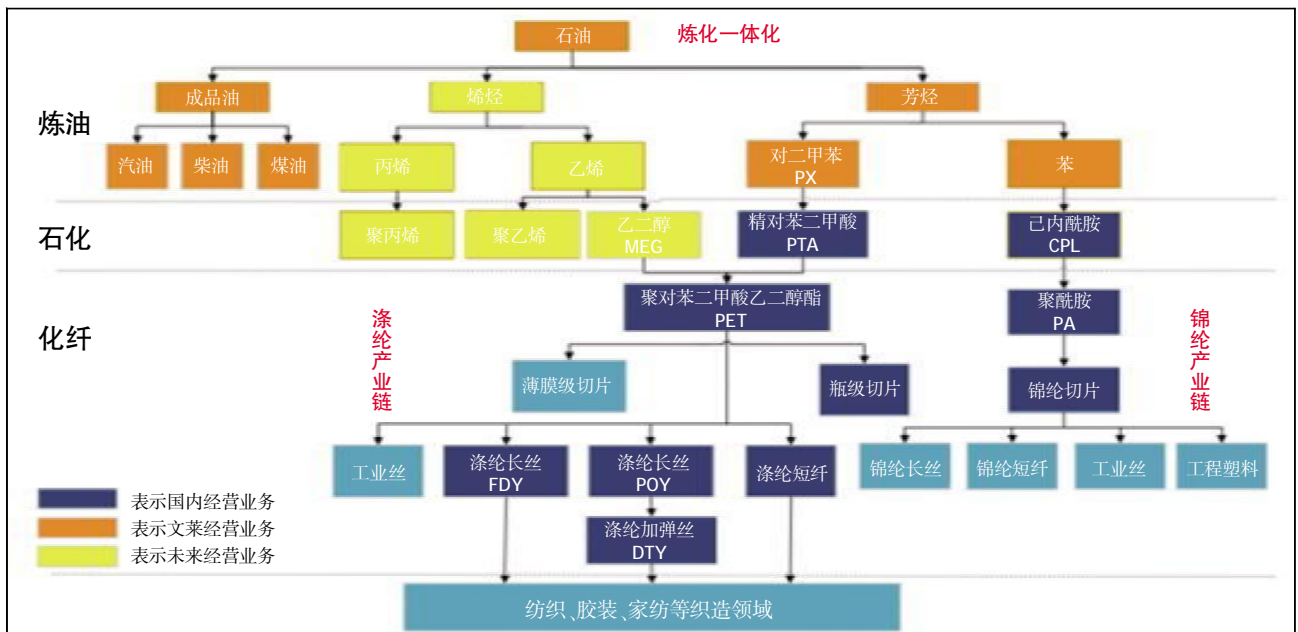 石油
炼化一体化
成品油
烯烃
芳烃
炼油
汽油
柴油
煤油
丙烯
乙烯
对二甲苯
PX
苯
石化
聚丙烯
聚乙烯
乙二醇
MEG
精对苯二甲酸
PTA
己内酰胺
CPL
化纤
聚对苯二甲酸乙二醇酯
PET
聚酰胺
PA
涤纶产业链
锦纶产业链
薄膜级切片
瓶级切片
锦纶切片
工业丝
涤纶长丝
FDY
涤纶长丝
POY
涤纶短纤
锦纶长丝
锦纶短纤
工业丝
工程塑料
涤纶加弹丝
DTY
表示国内经营业务
表示文莱经营业务
表示未来经营业务
纺织、胶装、家纺等织造领域